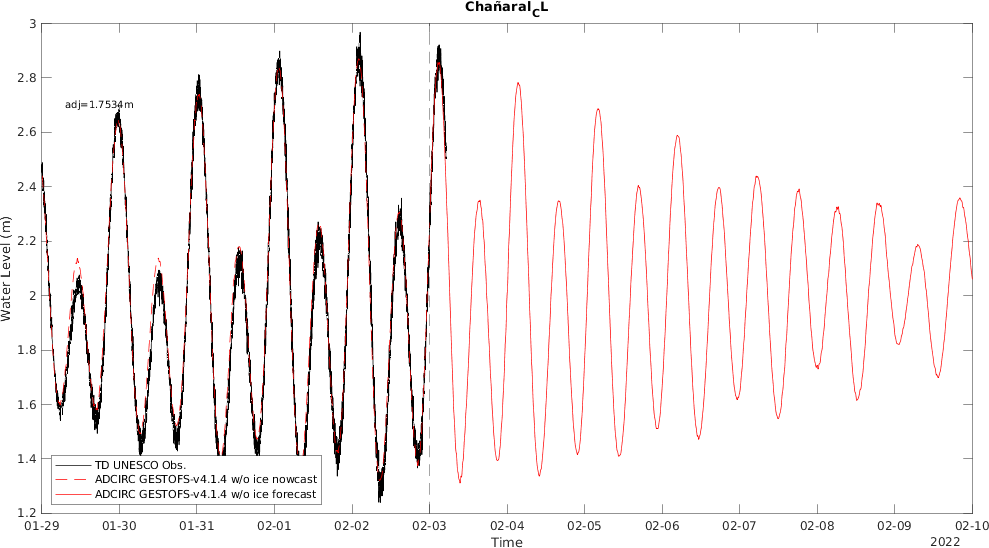 Chañaral_CL
3
2.8
2.6
2.4
2.2
2
1.8
1.6
1.4
1.2
Water Level (m)
adj=1.7534m
TD UNESCO Obs.
ADCIRC GESTOFS-v4.1.4 w/o ice nowcast
ADCIRC GESTOFS-v4.1.4 w/o ice forecast
01-29 01-30 01-31 02-01 02-02 02-03 02-04 02-05 02-06 02-07 02-08 02-09 02-10
Time
2022